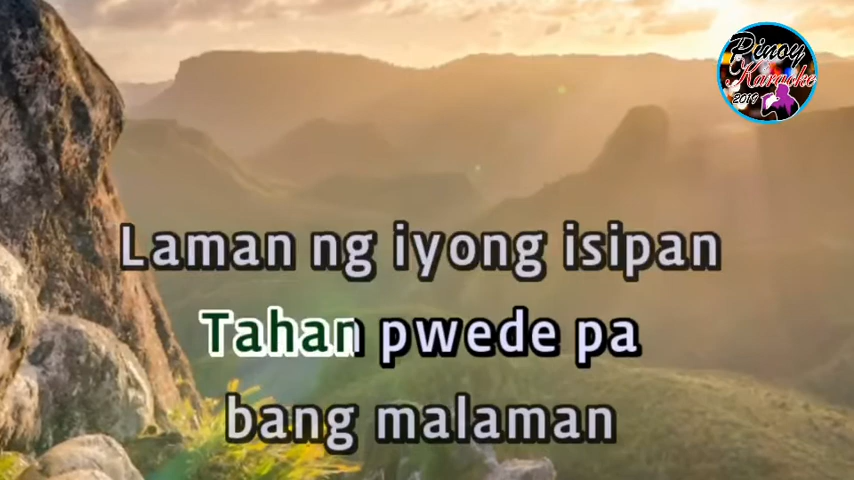 Pinoy
Karaoke
2019
Laman ng iyong isipan
Tahan pwede pa
bang malaman